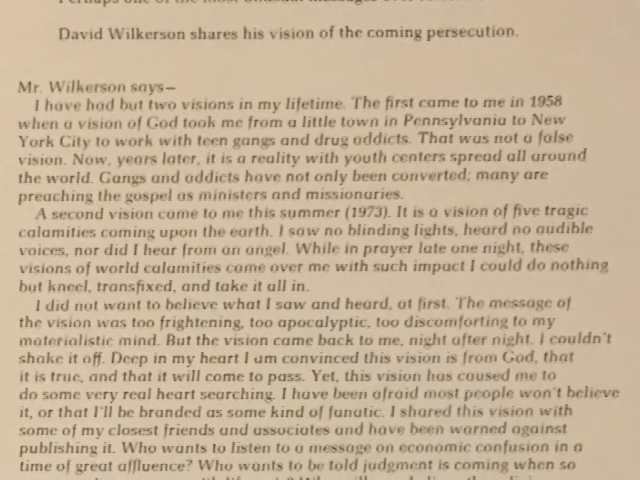 David Wilkerson shares his vision of the coming persecution.
Mr. Wilkerson says—
I have had but two visions in my lifetime. The first came to me in 1958
when a vision of God took me from a little town in Pennsylvania to New
York City to work with teen gangs and drug addicts. That was not a false
vision. Now, years later, it is a reality with youth centers spread all around
the world. Gangs and addicts have not only been converted; many are
preaching the gospel as ministers and missionaries.
A second vision came to me this summer (1973). It is a vision of five tragic
calamities coming upon the earth. I saw no blinding lights, heard no audible
voices, nor did I hear from an angel. While in prayer late one night, these
visions of world calamities came over me with such impact I could do nothing
but kneel, transfixed, and take it all in.
I did not want to believe what I saw and heard, at first. The message of
the vision was too frightening, too apocalyptic, too discomforting to my
materialistic mind. But the vision came back to me, night after night. I couldn't
shake it off. Deep in my heart I am convinced this vision is from God, that
it is true, and that it will come to pass. Yet, this vision has caused me to
do some very real heart searching. I have been afraid most people won't believe
it, or that I'll be branded as some kind of fanatic. I shared this vision with
some of my closest friends and associates and have been warned against
publishing it. Who wants to listen to a message on economic confusion in a
time of great affluence? Who wants to be told judgment is coming when so